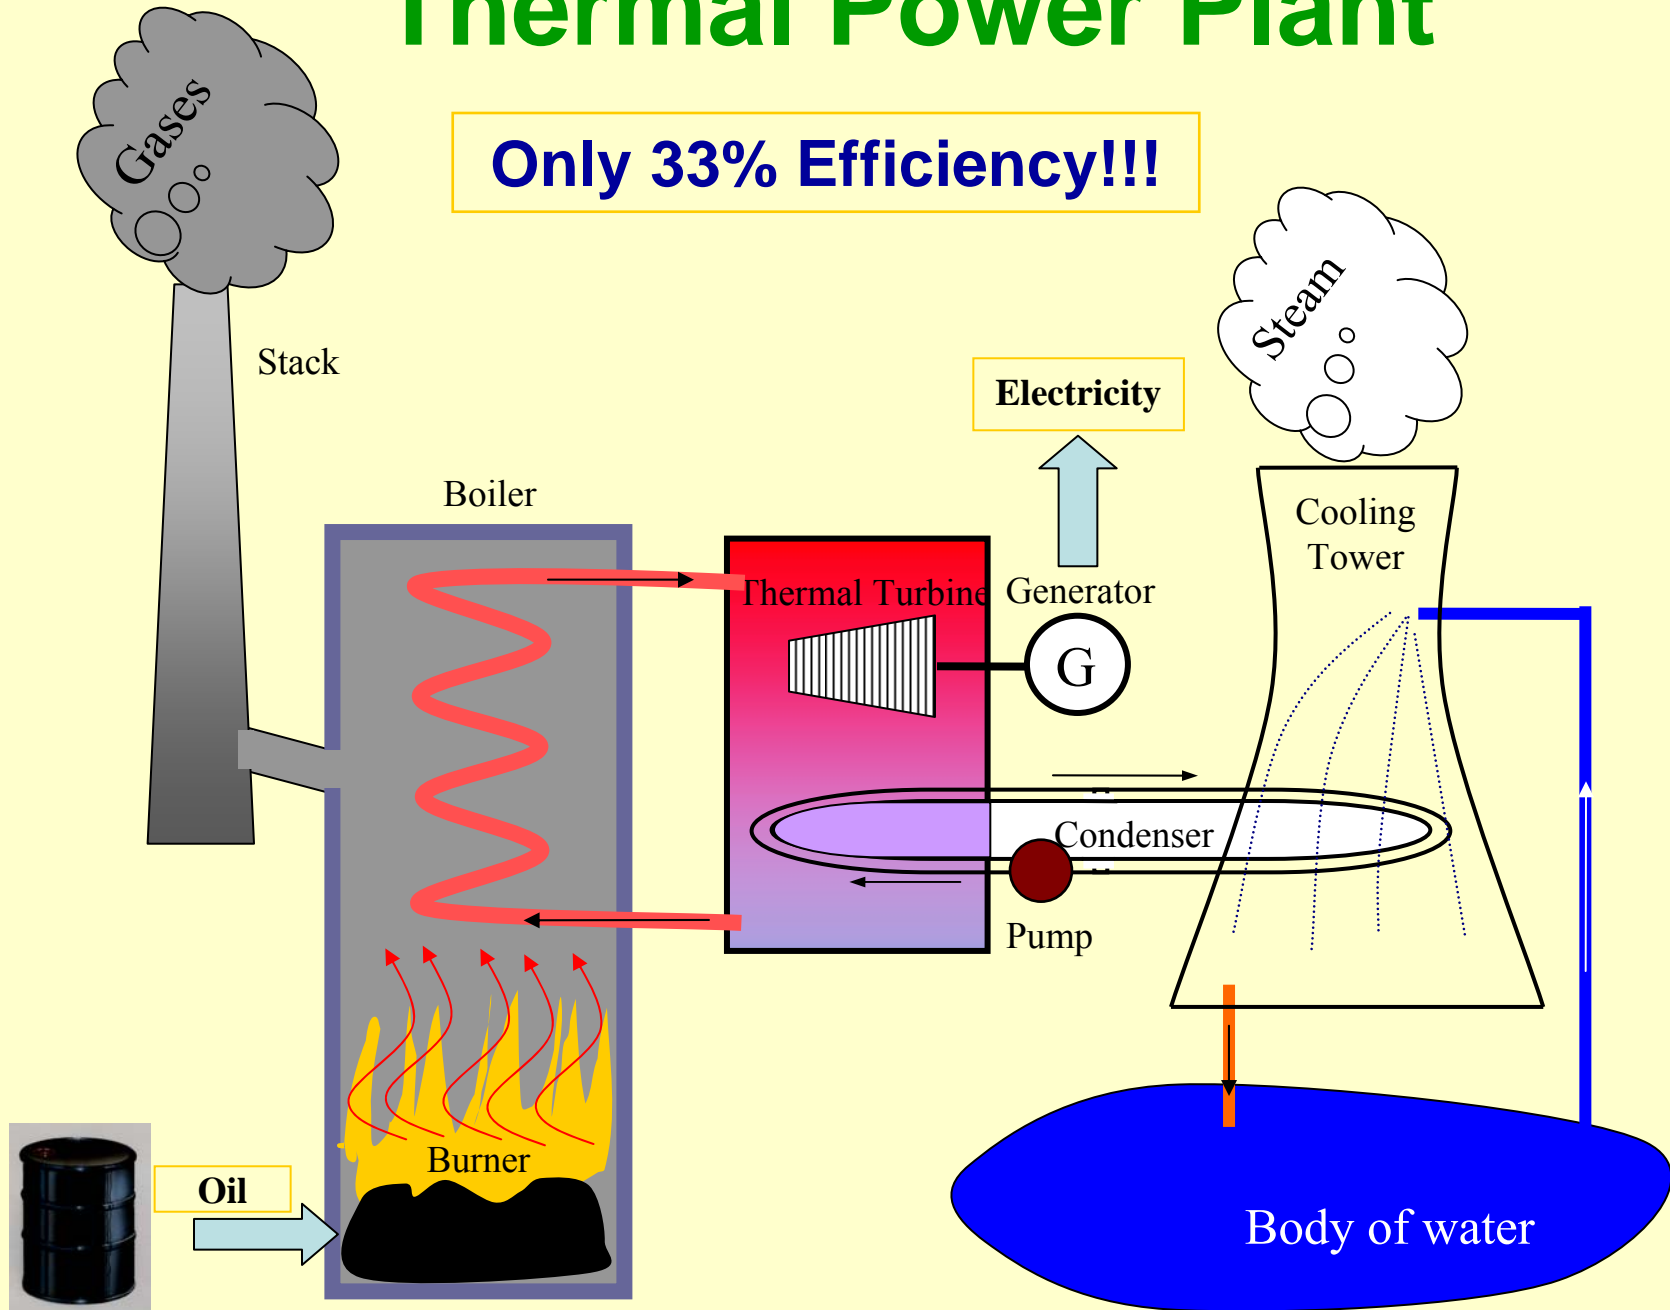 Thermal Power Plant
Only 33% Efficiency!!!
Gases
Steam
Stack
Electricity
Boiler
Cooling
Tower
Thermal Turbine
Generator
G
Condenser
Pump
Burner
Oil
Body of water